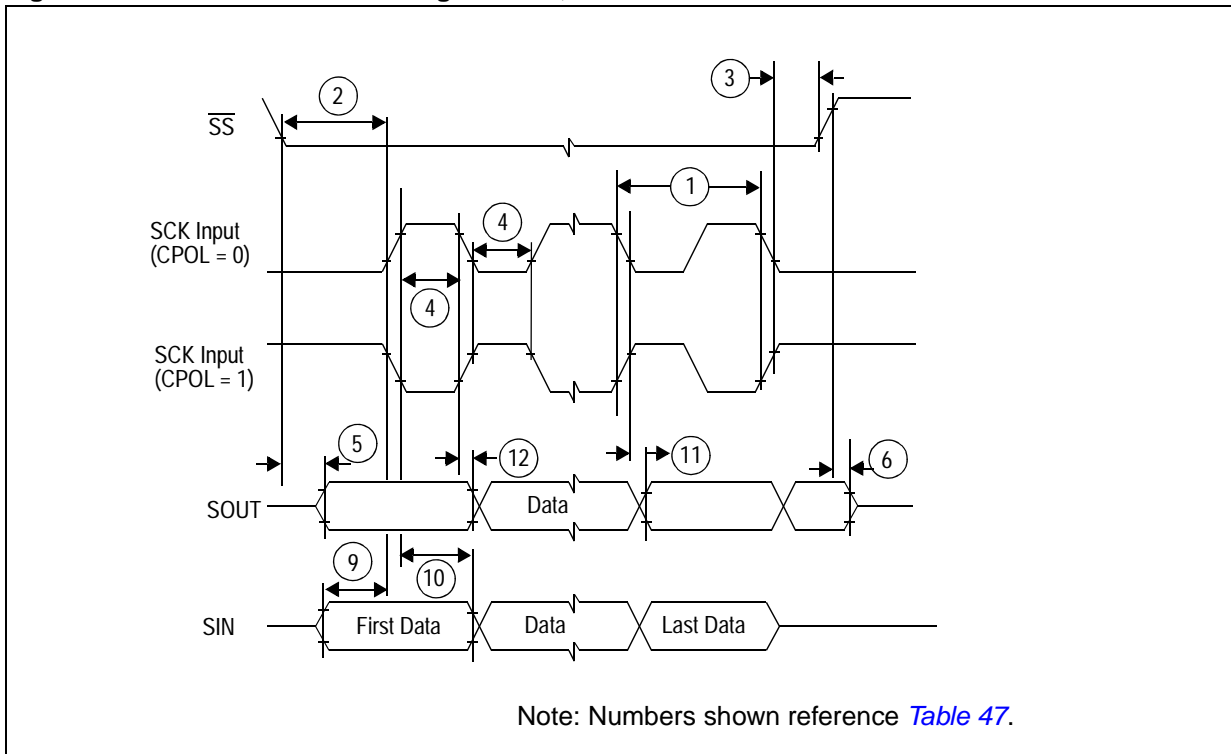 3
2
SS
1
4
SCK Input
(CPOL = 0)
4
SCK Input
(CPOL = 1)
5
12
11
6
SOUT
Data
9
10
SIN
First Data
Data
Last Data
Note: Numbers shown reference Table 47.